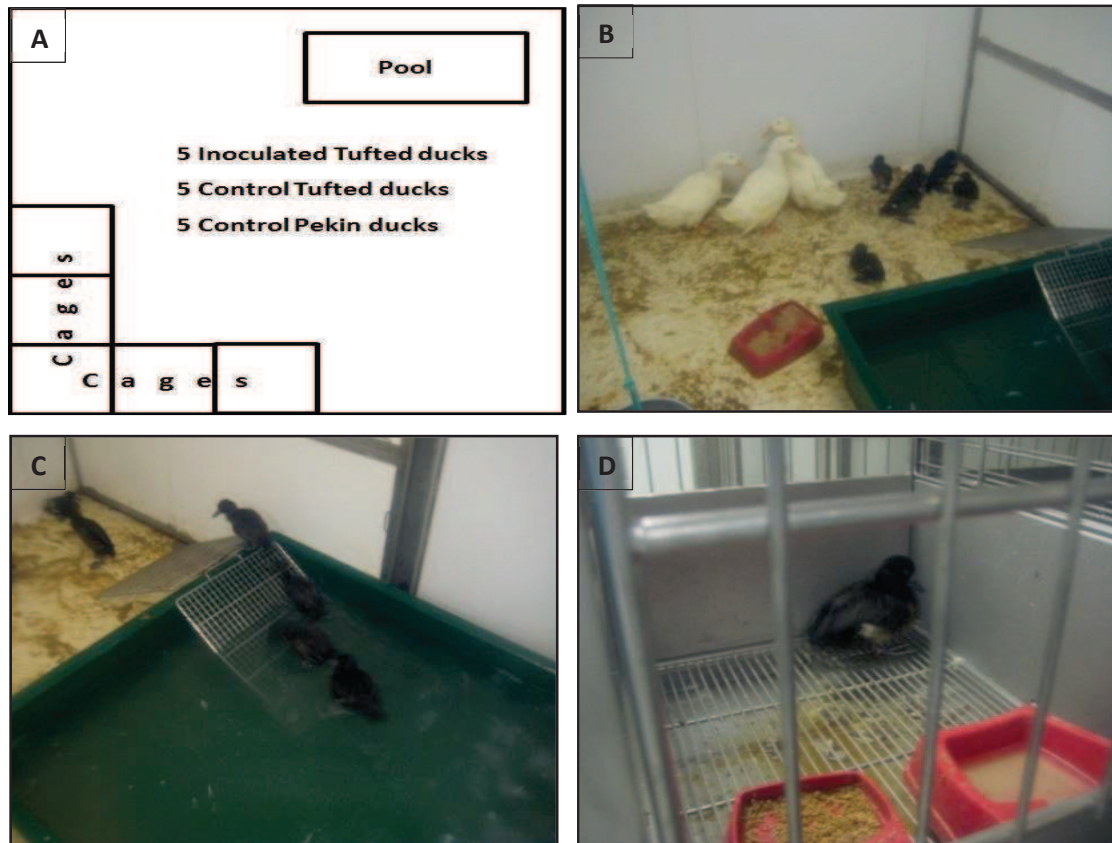 A
Pool
5 Inoculated Tufted ducks
5 Control Tufted ducks
5 Control Pekin ducks
Cages
Cages
B
C
D